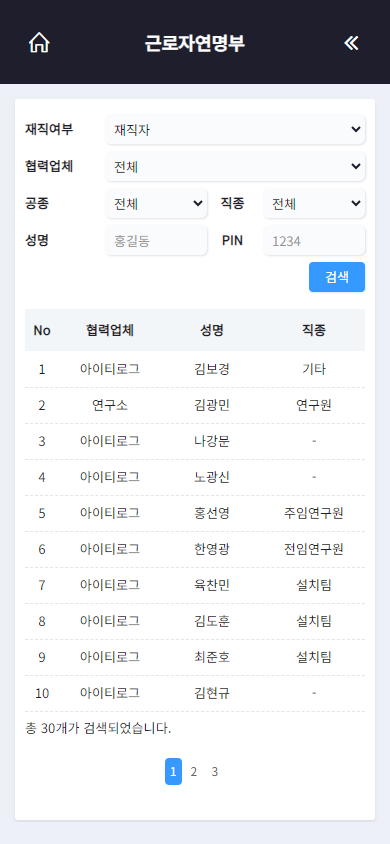 근로자연명부
재직여부 재직자
협력업체 전체
공종 전체 직종 전체
성명 홍길동 PIN 1234
검색
No 협력업체 성명 직종
1 아이티로그 김보경 기타
2 연구소 김광민 연구원
3 아이티로그 나강문 -
4 아이티로그 노광신 -
5 아이티로그 홍선영 주임연구원
6 아이티로그 한영광 전임연구원
7 아이티로그 육찬민 설치팀
8 아이티로그 김도훈 설치팀
9 아이티로그 최준호 설치팀
10 아이티로그 김현규 -
총 30개가 검색되었습니다.
1 2 3